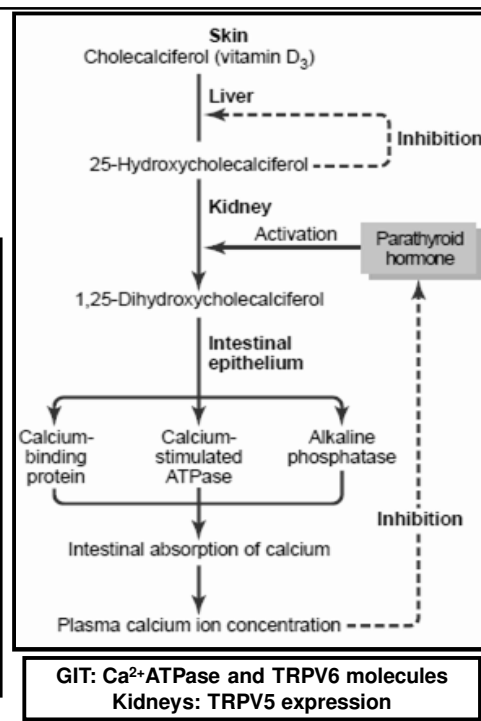 Skin
Cholecalciferol (vitamin D3)
Liver
Inhibition
25-Hydroxycholecalciferol
Kidney
Activation
Parathyroid
hormone
1,25-Dihydroxycholecalciferol
Intestinal
epithelium
Calcium-
binding
protein
Calcium-
stimulated
ATPase
Alkaline
phosphatase
Inhibition
Intestinal absorption of calcium
Plasma calcium ion concentration
GIT: Ca2+ATPase and TRPV6 molecules
Kidneys: TRPV5 expression